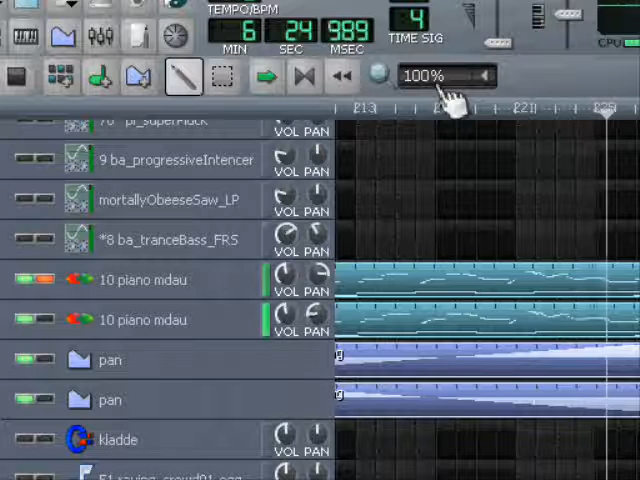 TEMPO/BPM
6 24 989 4
MIN SEC MSEC TIME SIG
CPU
100%
213 221 225
VOL PAN
9 ba_progressiveIntencer
VOL PAN
mortallyObeeseSaw_LP
VOL PAN
*8 ba_tranceBass_FRS
VOL PAN
10 piano mdau
VOL PAN
10 piano mdau
VOL PAN
pan
pan
kladde
VOL PAN